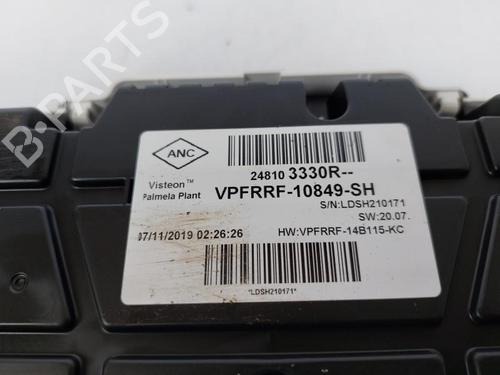 B-PARTS
ANC
24810 3330R--
Visteon™
Palmela Plant
VPFRRF-10849-SH
S/N:LDSH210171
SW:20.07.
07/11/2019 02:26:26
HW:VPFRRF-14B115-KC
*LDSH210171*